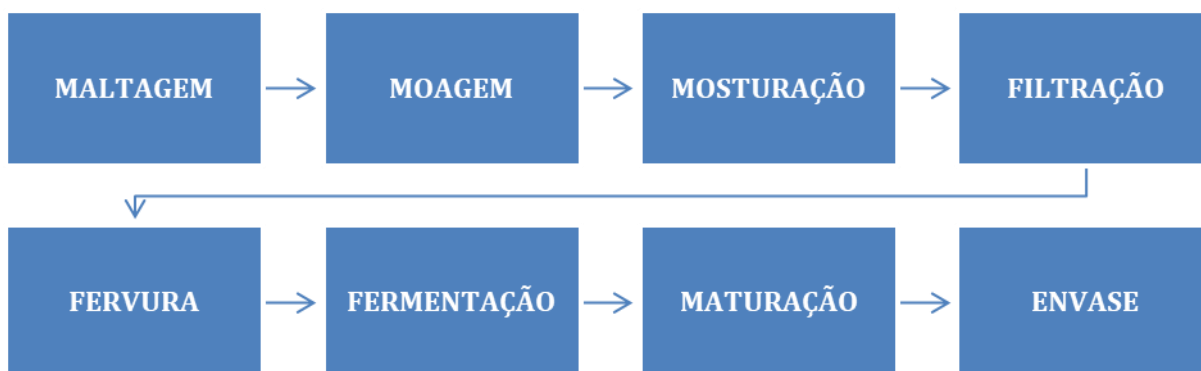 MALTAGEM
MOAGEM
MOSTURAÇÃO
FILTRAÇÃO
FERVURA
FERMENTAÇÃO
MATURAÇÃO
ENVASE